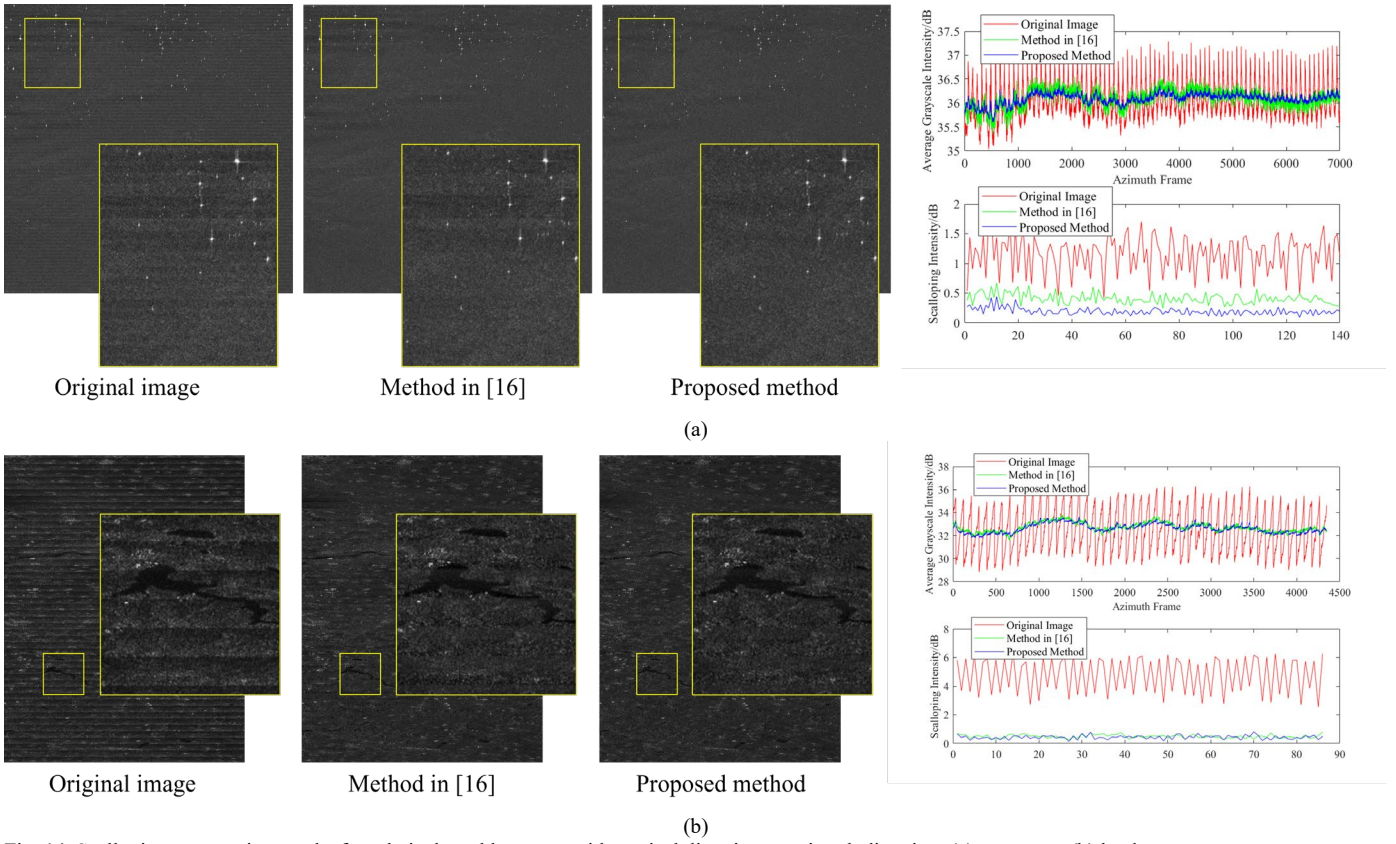 37.5
37
36.5
36
35.5
35
Average Grayscale Intensity/dB
Original Image
Method in [16]
Proposed Method
0 1000 2000 3000 4000 5000 6000 7000
Azimuth Frame
2
1.5
1
0.5
0
Scalloping Intensity/dB
Original Image
Method in [16]
Proposed Method
0 20 40 60 80 100 120 140
Original image
Method in [16]
Proposed method
(a)
38
36
34
32
30
28
Average Grayscale Intensity/dB
Original Image
Method in [16]
Proposed Method
0 500 1000 1500 2000 2500 3000 3500 4000 4500
Azimuth Frame
8
6
4
2
0
Scalloping Intensity/dB
Original Image
Method in [16]
Proposed Method
0 10 20 30 40 50 60 70 80 90
Original image
Method in [16]
Proposed method
(b)